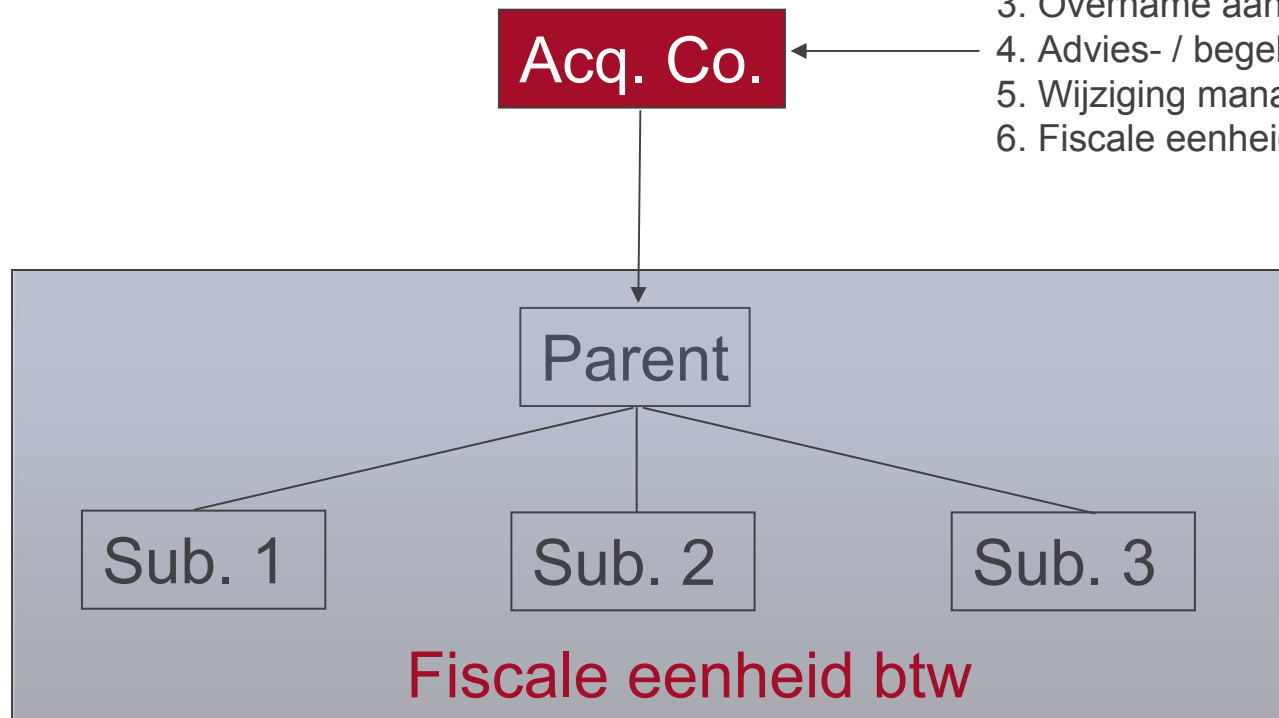 3. Overname aan
Acq. Co.
4. Advies- / bege
5. Wijziging mana
6. Fiscale eenhei
Parent
Sub. 1 Sub. 2 Sub. 3
Fiscale eenheid btw